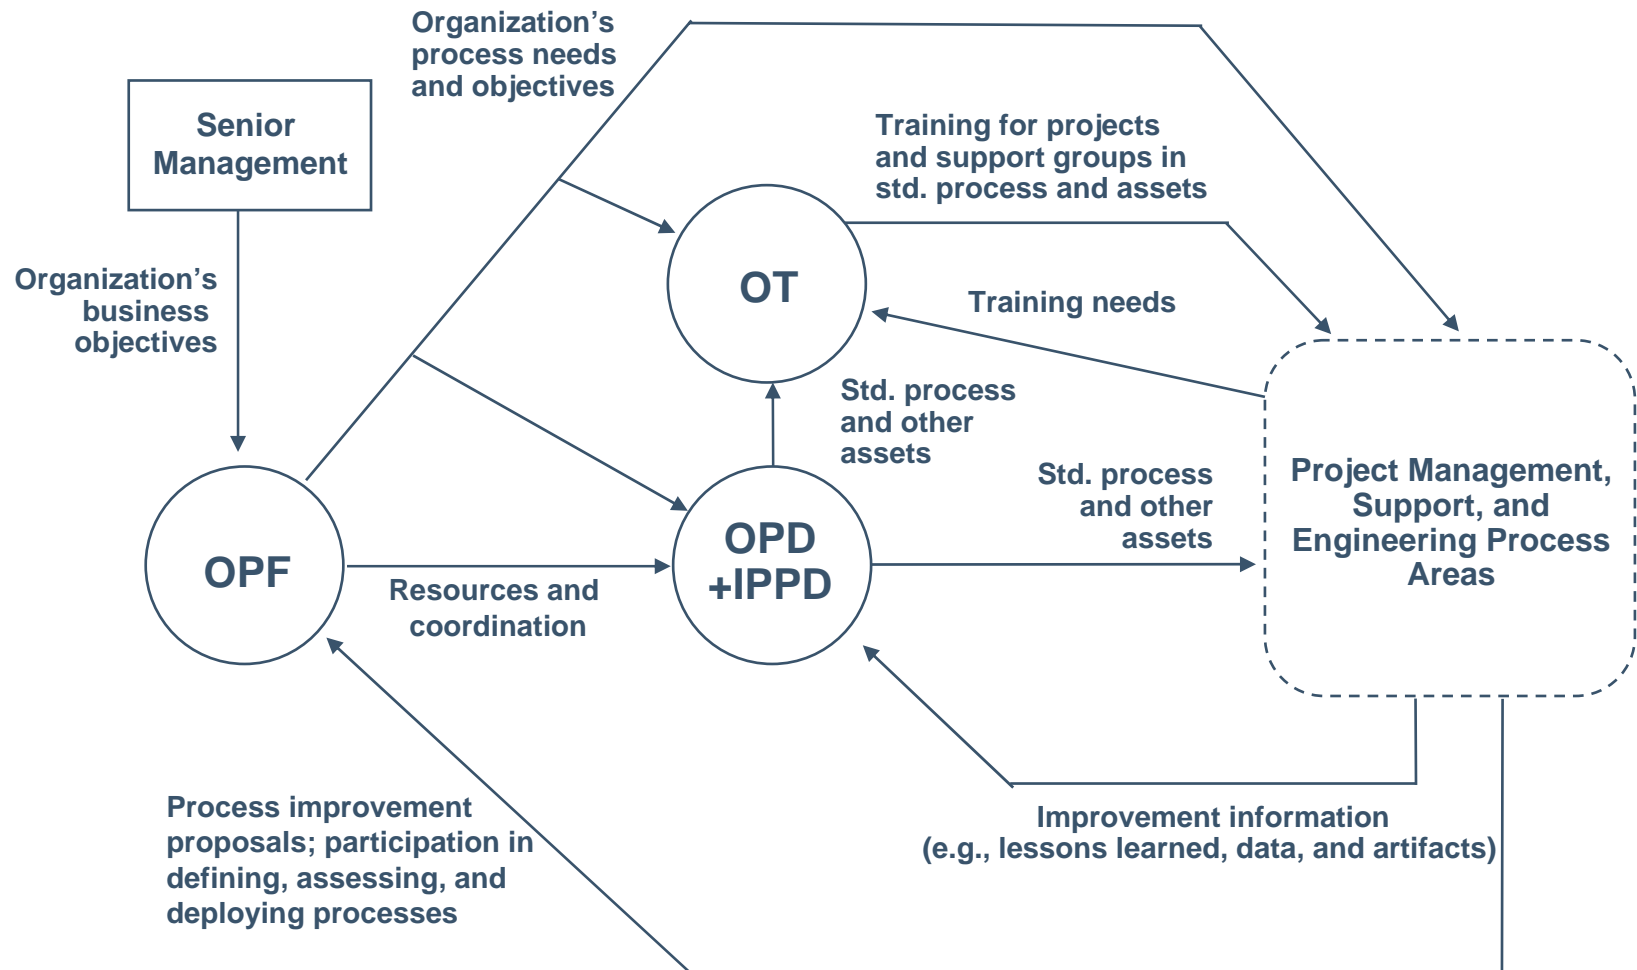 Organization’s
process needs
and objectives
Senior
Management
Training for projects
and support groups in
std. process and assets
Organization’s
business
objectives
OT
Training needs
Std. process
and other
assets
Std. process
and other
assets
Project Management,
Support, and
Engineering Process
Areas
OPF
OPD
+IPPD
Resources and
coordination
Process improvement
proposals; participation in
defining, assessing, and
deploying processes
Improvement information
(e.g., lessons learned, data, and artifacts)